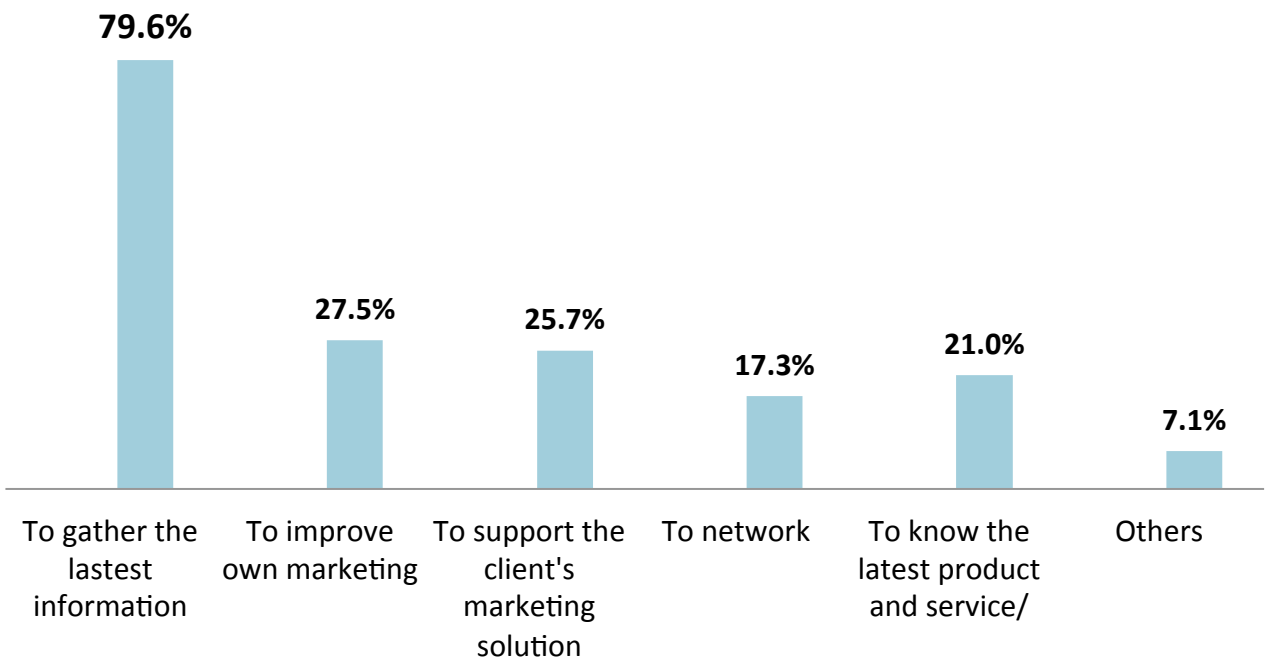 79.6%
27.5%
25.7%
17.3%
21.0%
7.1%
To gather the
lastest
information
To improve
own marketing
To support the
client's
marketing
solution
To network
To know the
latest product
and service/
Others